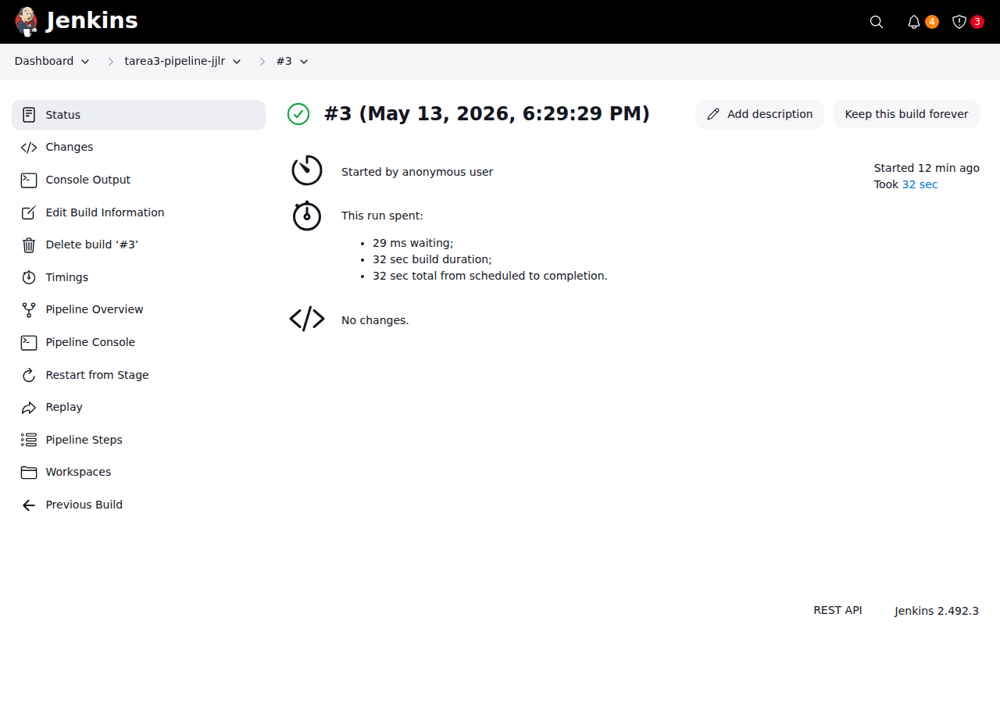 Jenkins
4
3
Dashboard
tarea3-pipeline-jjlr
#3
Status
Changes
Console Output
Edit Build Information
Delete build ‘#3’
Timings
Pipeline Overview
Pipeline Console
Restart from Stage
Replay
Pipeline Steps
Workspaces
Previous Build
#3 (May 13, 2026, 6:29:29 PM)
Add description
Keep this build forever
Started by anonymous user
Started 12 min ago
Took 32 sec
This run spent:
• 29 ms waiting;
• 32 sec build duration;
• 32 sec total from scheduled to completion.
No changes.
REST API
Jenkins 2.492.3